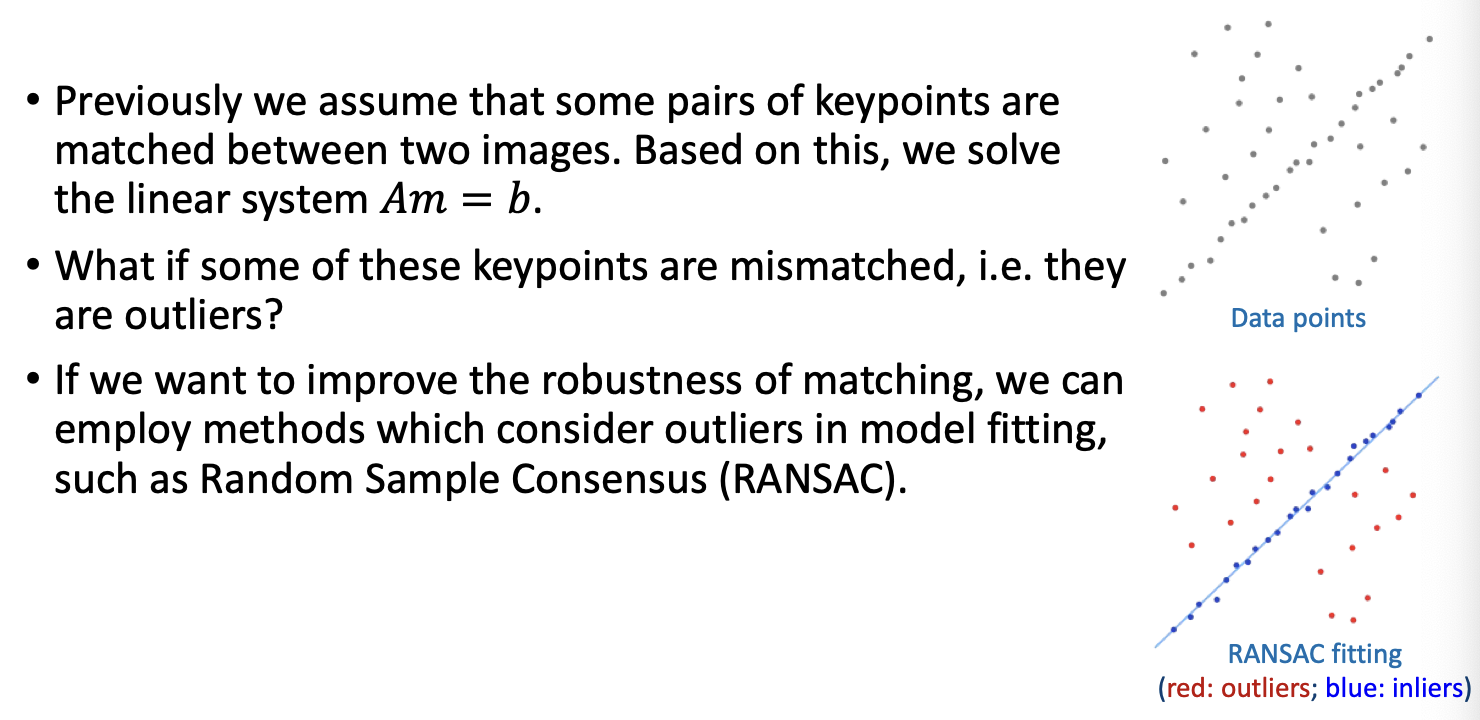 • Previously we assume that some pairs of keypoints are
matched between two images. Based on this, we solve
the linear system Am = b.
• What if some of these keypoints are mismatched, i.e. they
are outliers?
• If we want to improve the robustness of matching, we can
employ methods which consider outliers in model fitting,
such as Random Sample Consensus (RANSAC).
Data points
RANSAC fitting
(red: outliers; blue: inliers)